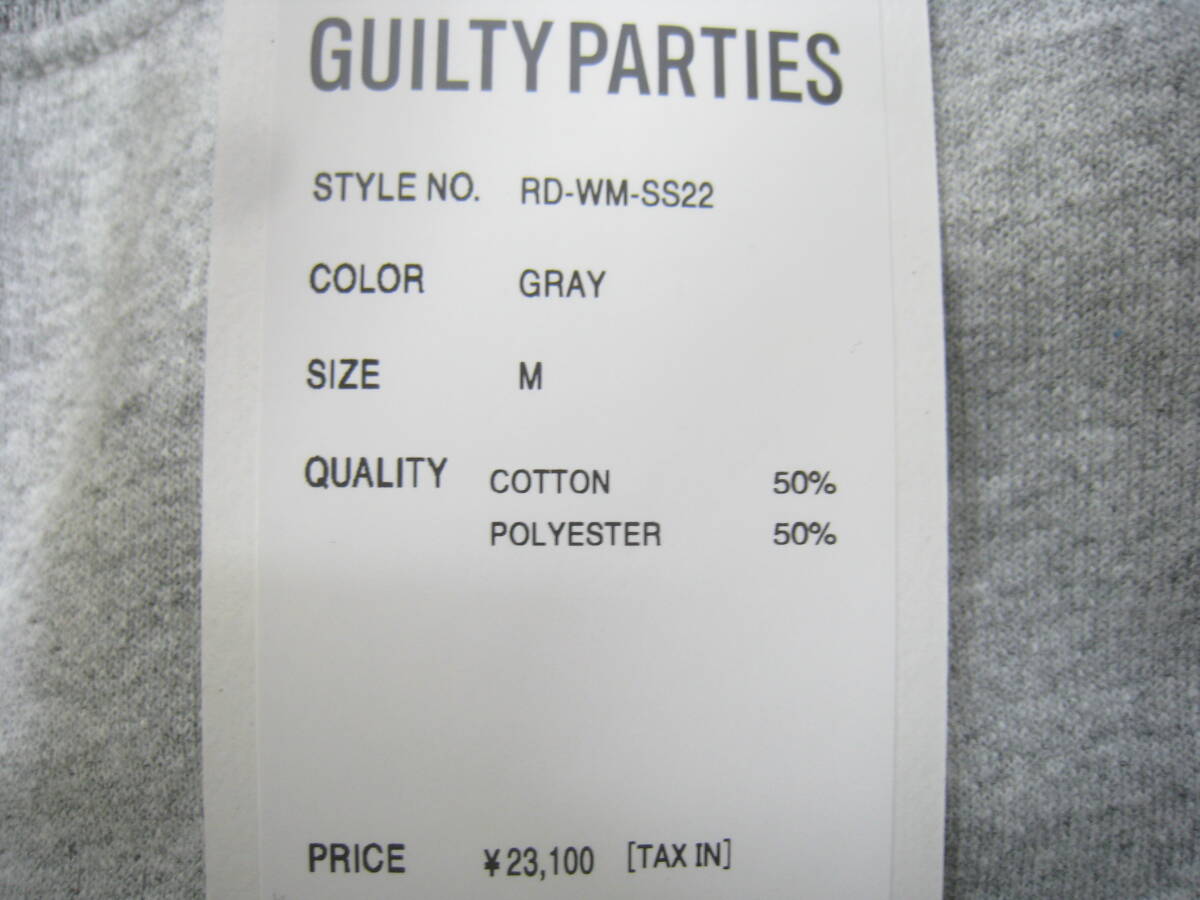 GUILTY PARTIES
STYLE NO. RD-WM-SS22
COLOR GRAY
SIZE M
QUALITY COTTON 50%
POLYESTER 50%
PRICE ¥23,100 [TAX IN]